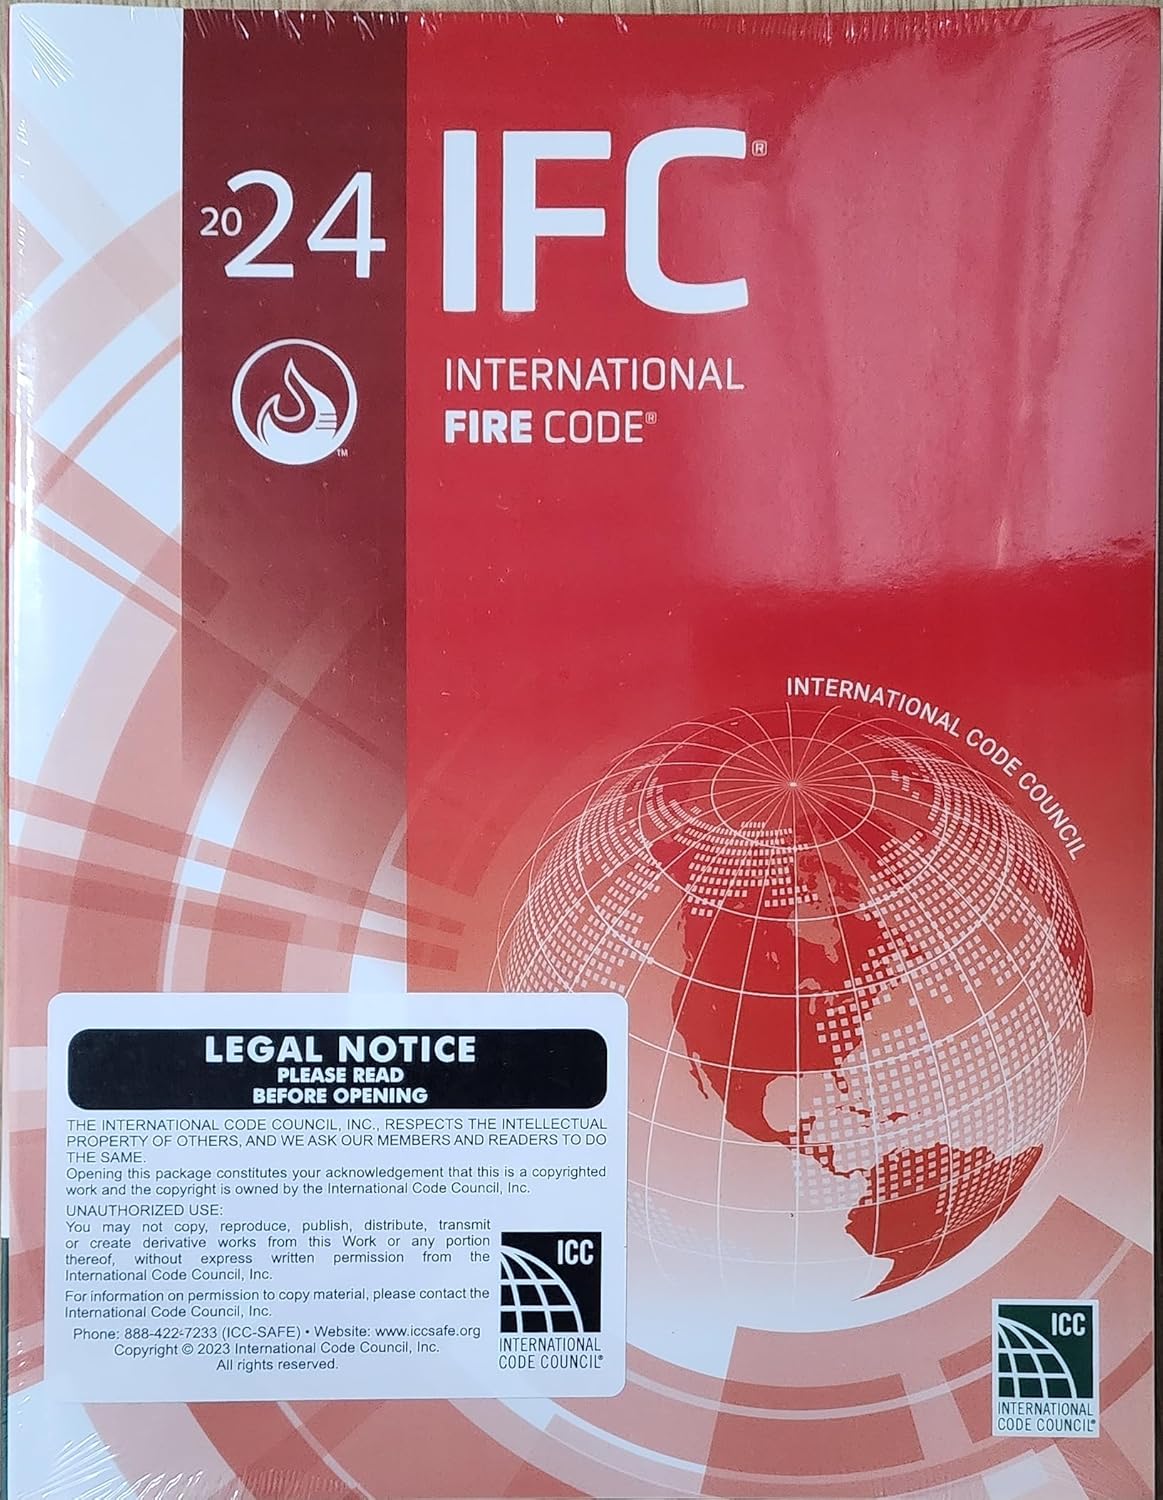 2024
IFC®
INTERNATIONAL
FIRE CODE®
TM
INTERNATIONAL CODE COUNCIL
LEGAL NOTICE
PLEASE READ
BEFORE OPENING
THE INTERNATIONAL CODE COUNCIL, INC., RESPECTS THE INTELLECTUAL
PROPERTY OF OTHERS, AND WE ASK OUR MEMBERS AND READERS TO DO
THE SAME.
Opening this package constitutes your acknowledgement that this is a copyrighted
work and the copyright is owned by the International Code Council, Inc.
UNAUTHORIZED USE:
You may not copy, reproduce, publish, distribute, transmit
or create derivative works from this Work or any portion
thereof, without express written permission from the
International Code Council, Inc.
For information on permission to copy material, please contact the
International Code Council, Inc.
Phone: 888-422-7233 (ICC-SAFE) • Website: www.iccsafe.org
Copyright © 2023 International Code Council, Inc.
All rights reserved.
ICC
INTERNATIONAL
CODE COUNCIL®
ICC
INTERNATIONAL
CODE COUNCIL®